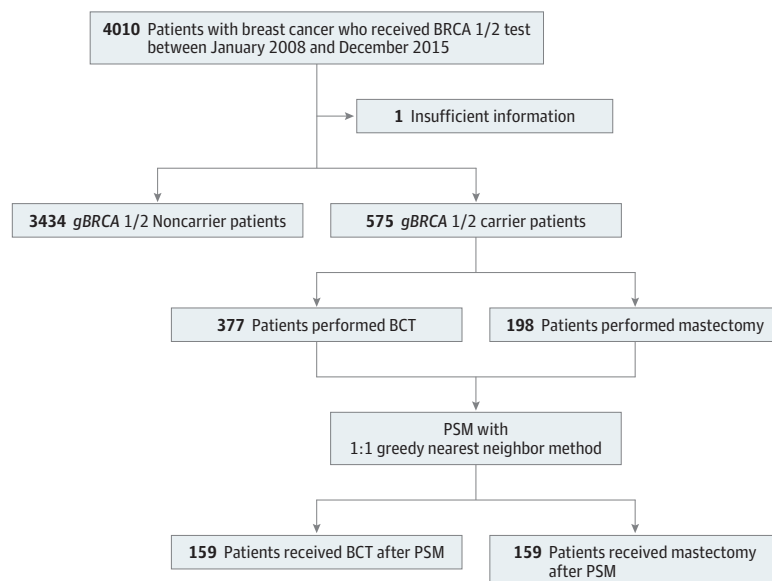 4010 Patients with breast cancer who received BRCA 1/2 test
between January 2008 and December 2015
1 Insufficient information
3434 gBRCA 1/2 Noncarrier patients
575 gBRCA 1/2 carrier patients
377 Patients performed BCT
198 Patients performed mastectomy
PSM with
1:1 greedy nearest neighbor method
159 Patients received BCT after PSM
159 Patients received mastectomy
after PSM